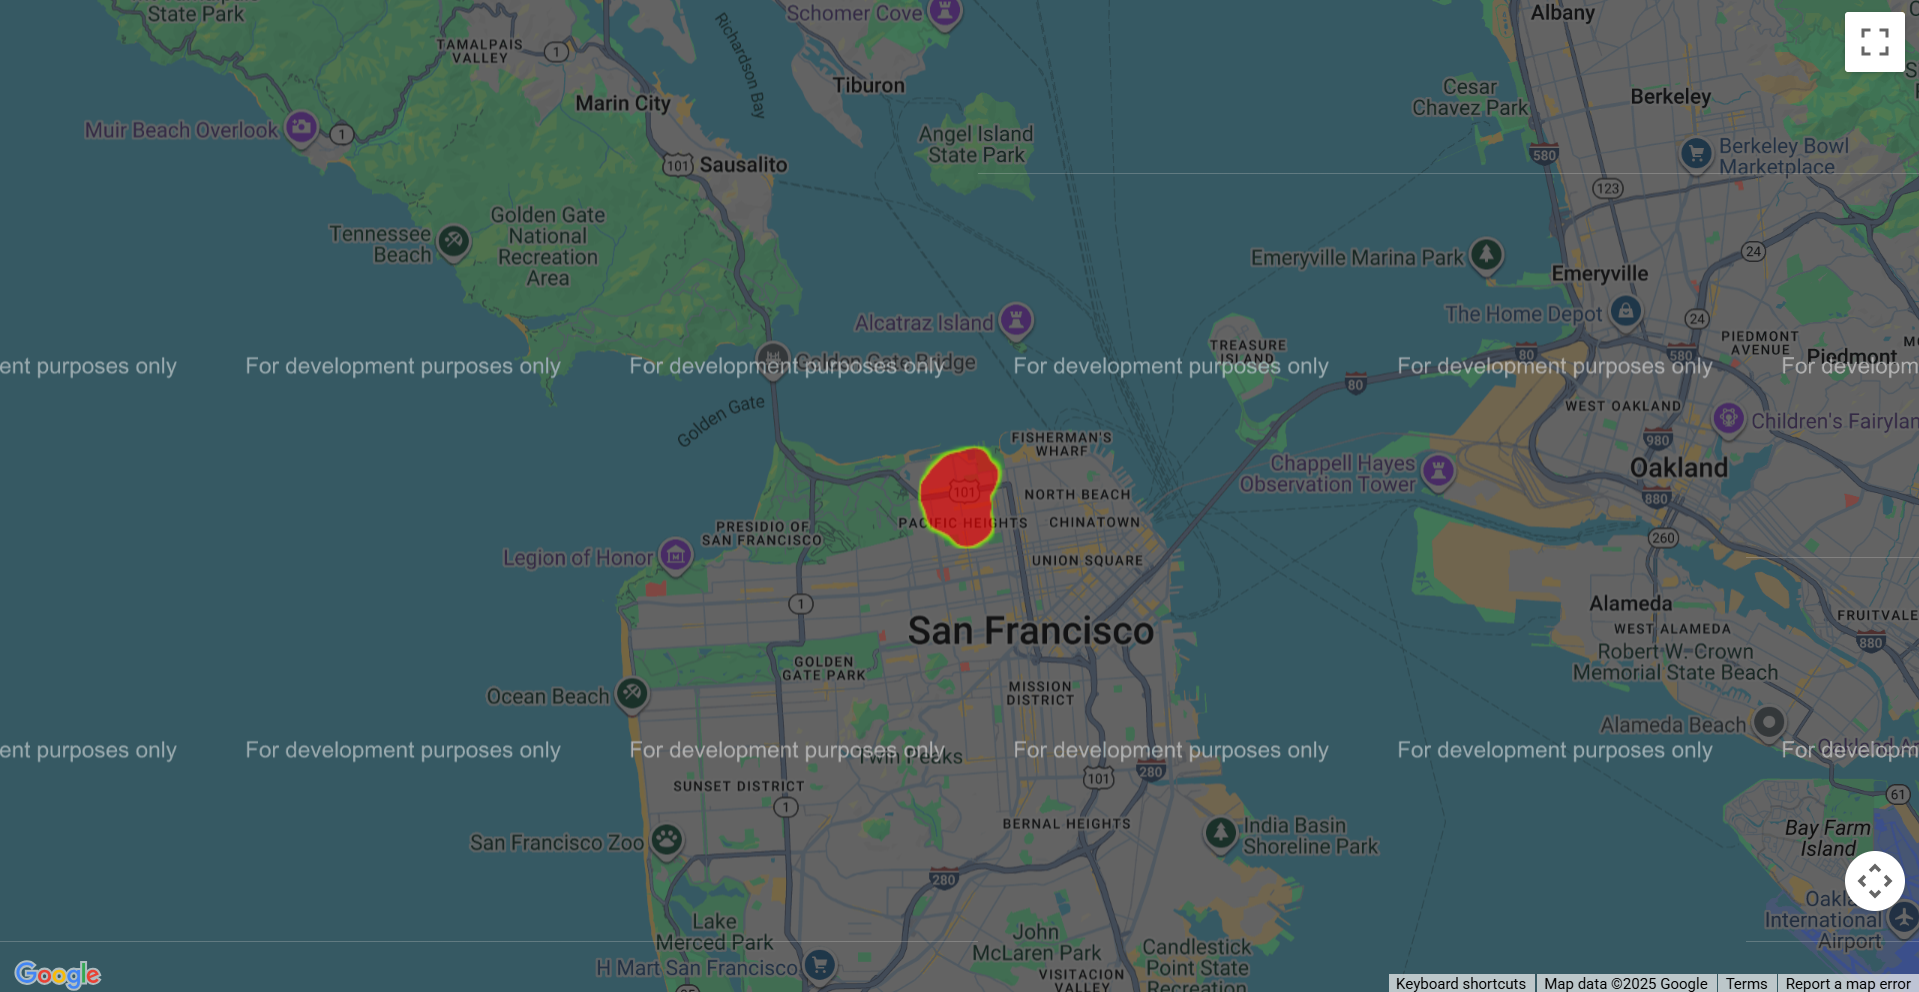 State Park
Schomer Cove
Albany
TAMALPAIS
VALLEY
1
Richardson Bay
Tiburon
Marin City
Cesar
Chavez Park
Berkeley
Muir Beach Overlook
1
Angel Island
State Park
101
Sausalito
580
Berkeley Bowl
Marketplace
123
Golden Gate
National
Recreation
Area
Tennessee
Beach
Emeryville Marina Park
24
Emeryville
The Home Depot
Alcatraz Island
24
TREASURE
ISLAND
PIEDMONT
AVENUE
80
580
Piedmont
Golden Gate Bridge
ent purposes only
For development purposes only
For development purposes only
For development purposes only
For development purposes only
For developm
80
Golden Gate
WEST OAKLAND
Children's Fairylan
FISHERMAN'S
WHARF
980
Chappell Hayes
Observation Tower
Oakland
101
NORTH BEACH
880
PACIFIC HEIGHTS
CHINATOWN
PRESIDIO OF
SAN FRANCISCO
260
Legion of Honor
UNION SQUARE
1
Alameda
FRUITVALE
San Francisco
WEST ALAMEDA
880
Robert W. Crown
Memorial State Beach
GOLDEN
GATE PARK
Ocean Beach
MISSION
DISTRICT
Alameda Beach
Oakland Ar
ent purposes only
For development purposes only
For development purposes only
For development purposes only
For development purposes only
For developm
Twin Peaks
101
280
SUNSET DISTRICT
1
61
BERNAL HEIGHTS
India Basin
Shoreline Park
Bay Farm
Island
San Francisco Zoo
280
Oakla
International
Airport
Lake
Merced Park
John
McLaren Park
Candlestick
Point State
Recreation
H Mart San Francisco
VISITACION
VALLEY
35
Google
Keyboard shortcuts
Map data ©2025 Google
Terms
Report a map error